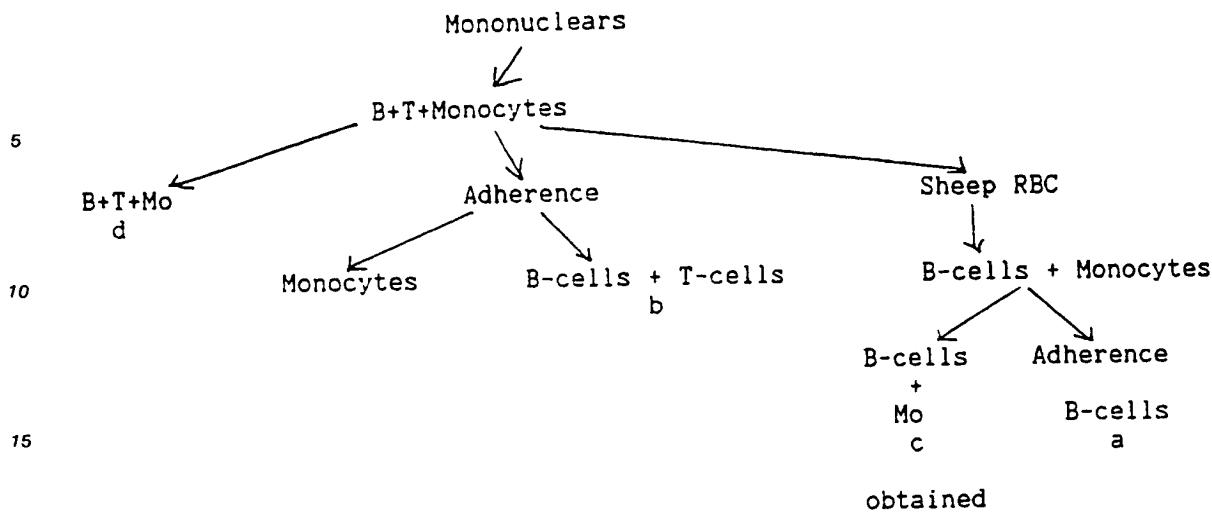 Mononuclears
B+T+Monocytes
5
B+T+Mo
d
Adherence
Sheep RBC
Monocytes
B-cells + T-cells
b
B-cells + Monocytes
10
B-cells
+
Mo
c
Adherence
B-cells
a
15
obtained